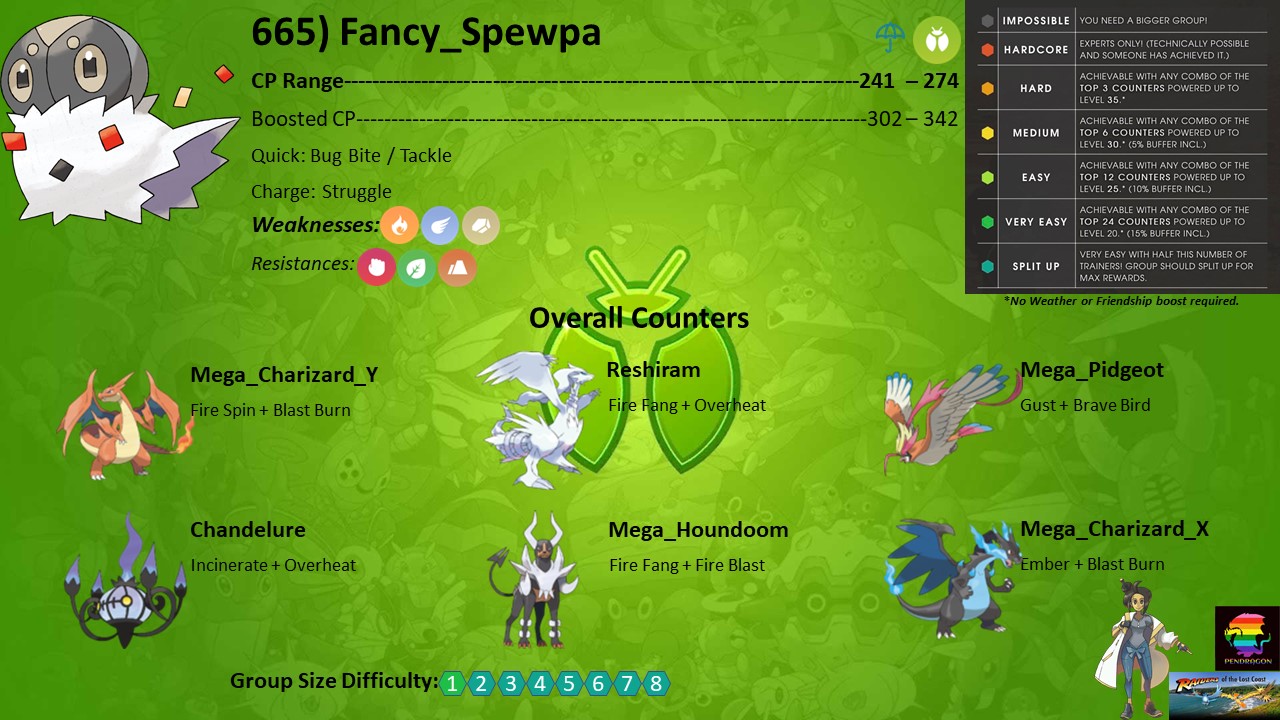 665) Fancy_Spewpa
CP Range---241 – 274
Boosted CP---302 – 342
Quick: Bug Bite / Tackle
Charge: Struggle
Weaknesses:
Resistances:
IMPOSSIBLE YOU NEED A BIGGER GROUP!
HARDCORE EXPERTS ONLY! (TECHNICALLY POSSIBLE
AND SOMEONE HAS ACHIEVED IT.)
HARD ACHIEVABLE WITH ANY COMBO OF THE
TOP 3 COUNTERS POWERED UP TO
LEVEL 35.*
MEDIUM ACHIEVABLE WITH ANY COMBO OF THE
TOP 6 COUNTERS POWERED UP TO
LEVEL 30.* (5% BUFFER INCL.)
EASY ACHIEVABLE WITH ANY COMBO OF THE
TOP 12 COUNTERS POWERED UP TO
LEVEL 25.* (10% BUFFER INCL.)
VERY EASY ACHIEVABLE WITH ANY COMBO OF THE
TOP 24 COUNTERS POWERED UP TO
LEVEL 20.* (15% BUFFER INCL.)
SPLIT UP VERY EASY WITH HALF THIS NUMBER OF
TRAINERS! GROUP SHOULD SPLIT UP FOR
MAX REWARDS.
*No Weather or Friendship boost required.
Overall Counters
Mega_Charizard_Y
Fire Spin + Blast Burn
Reshiram
Fire Fang + Overheat
Mega_Pidgeot
Gust + Brave Bird
Chandelure
Incinerate + Overheat
Mega_Houndoom
Fire Fang + Fire Blast
Mega_Charizard_X
Ember + Blast Burn
Group Size Difficulty: 1 2 3 4 5 6 7 8
PENDRAGON
RAIDERS of the Lost Coast